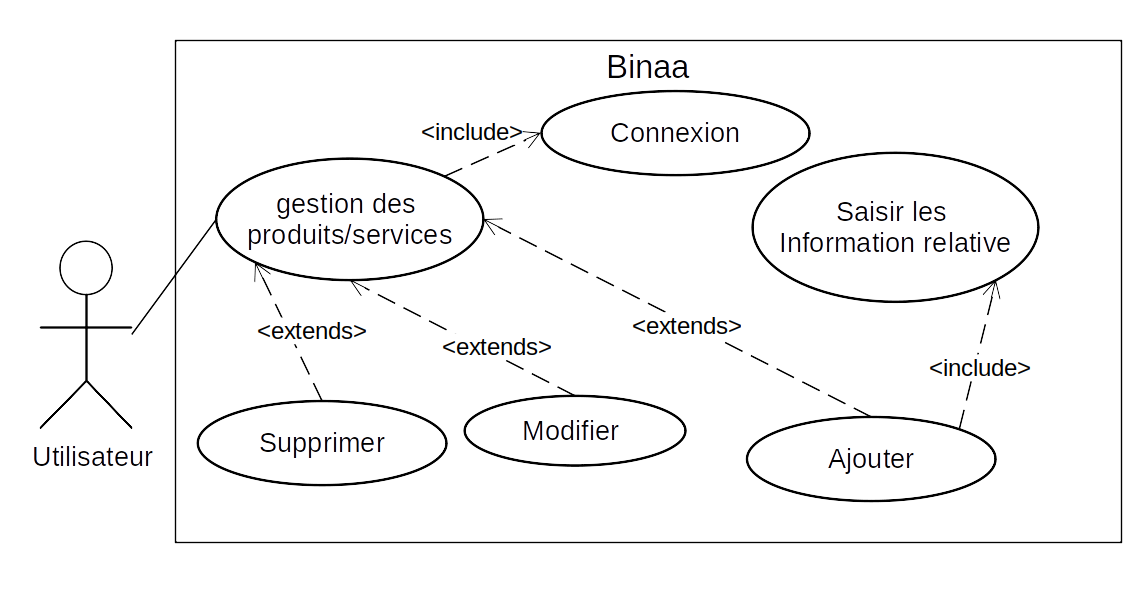 Binaa
<include>
Connexion
gestion des
produits/services
Saisir les
Information relative
<extends>
<extends>
<extends>
<include>
Supprimer
Modifier
Ajouter
Utilisateur